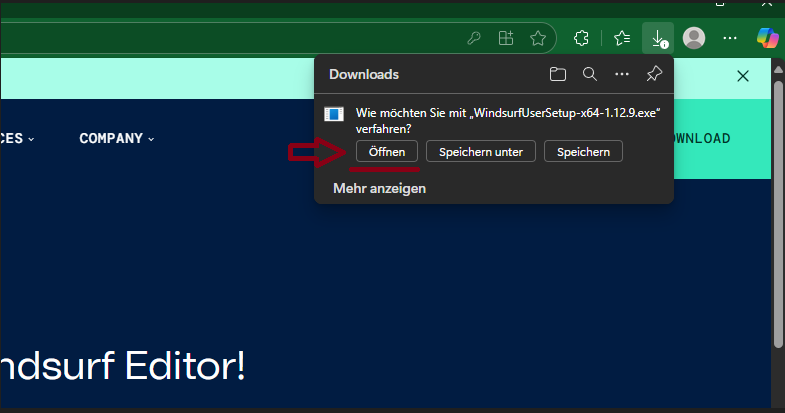 Downloads
Wie möchten Sie mit „WindsurfUserSetup-x64-1.12.9.exe“
verfahren?
Öffnen Speichern unter Speichern
Mehr anzeigen
CES COMPANY OWNLOAD
ndsurf Editor!